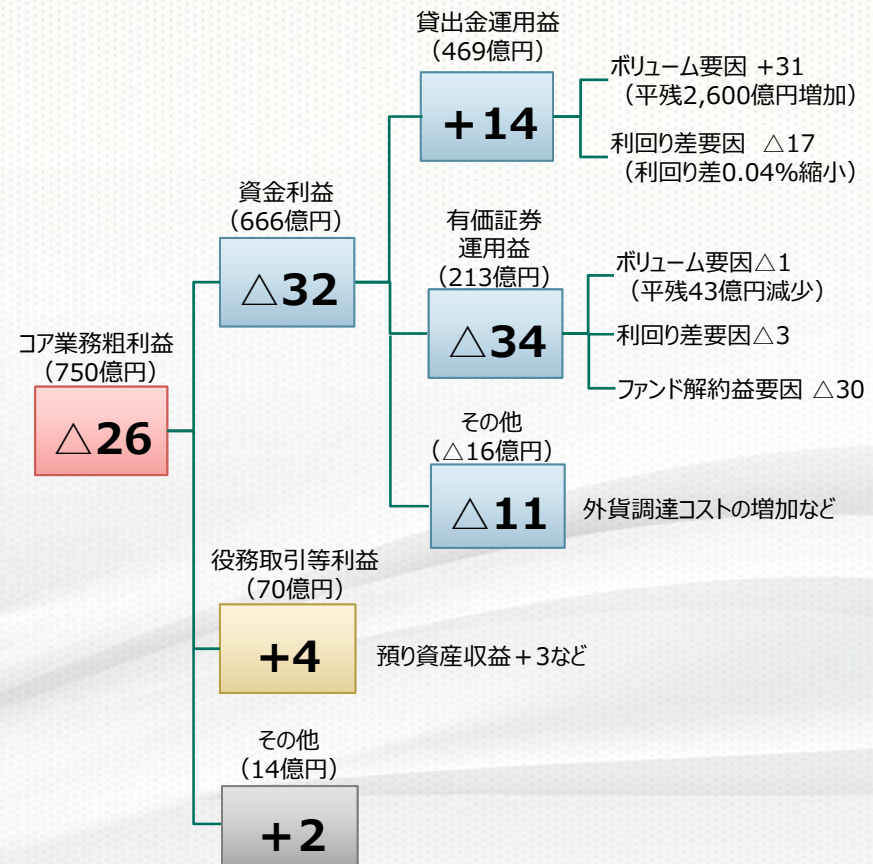 貸出金運用益
(469億円)
+14
ボリューム要因 +31
(平残2,600億円増加)
利回り差要因 △17
(利回り差0.04%縮小)
資金利益
(666億円)
△32
有価証券
運用益
(213億円)
△34
ボリューム要因△1
(平残43億円減少)
利回り差要因△3
ファンド解約益要因 △30
コア業務粗利益
(750億円)
△26
その他
(△16億円)
△11
外貨調達コストの増加など
役務取引等利益
(70億円)
+4
預り資産収益+3など
その他
(14億円)
+2